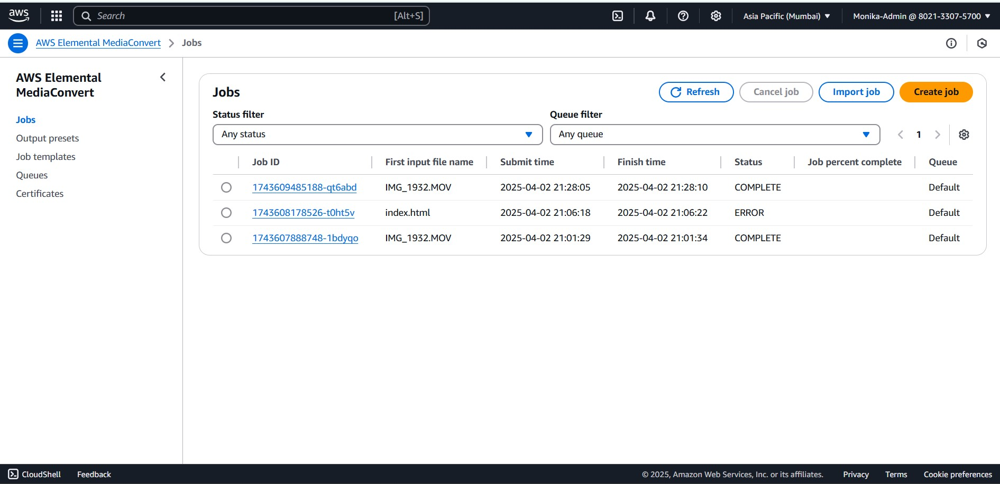 aws Search [Alt+S] Asia Pacific (Mumbai) Monika-Admin @ 8021-3307-5700
AWS Elemental MediaConvert Jobs
AWS Elemental
MediaConvert
Jobs
Output presets
Job templates
Queues
Certificates
Jobs Refresh Cancel job Import job Create job
Status filter Queue filter
Any status Any queue 1
Job ID First input file name Submit time Finish time Status Job percent complete Queue
1743609485188-qt6abd IMG_1932.MOV 2025-04-02 21:28:05 2025-04-02 21:28:10 COMPLETE Default
1743608178526-t0ht5v index.html 2025-04-02 21:06:18 2025-04-02 21:06:22 ERROR Default
1743607888748-1bdyqo IMG_1932.MOV 2025-04-02 21:01:29 2025-04-02 21:01:34 COMPLETE Default
CloudShell Feedback © 2025, Amazon Web Services, Inc. or its affiliates. Privacy Terms Cookie preferences